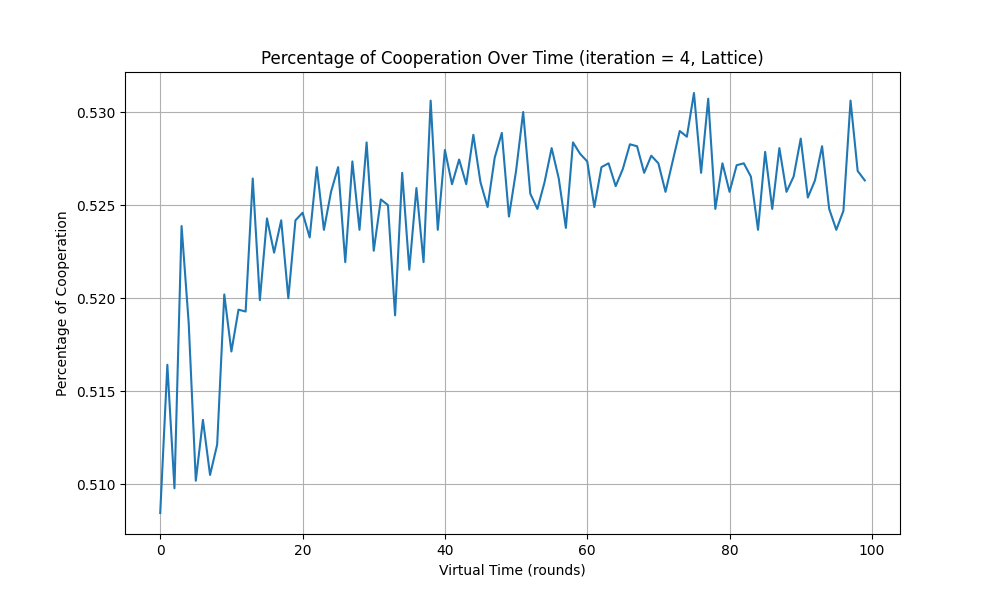 Percentage of Cooperation Over Time (iteration = 4, Lattice)
Percentage of Cooperation
0.530
0.525
0.520
0.515
0.510
0 20 40 60 80 100
Virtual Time (rounds)